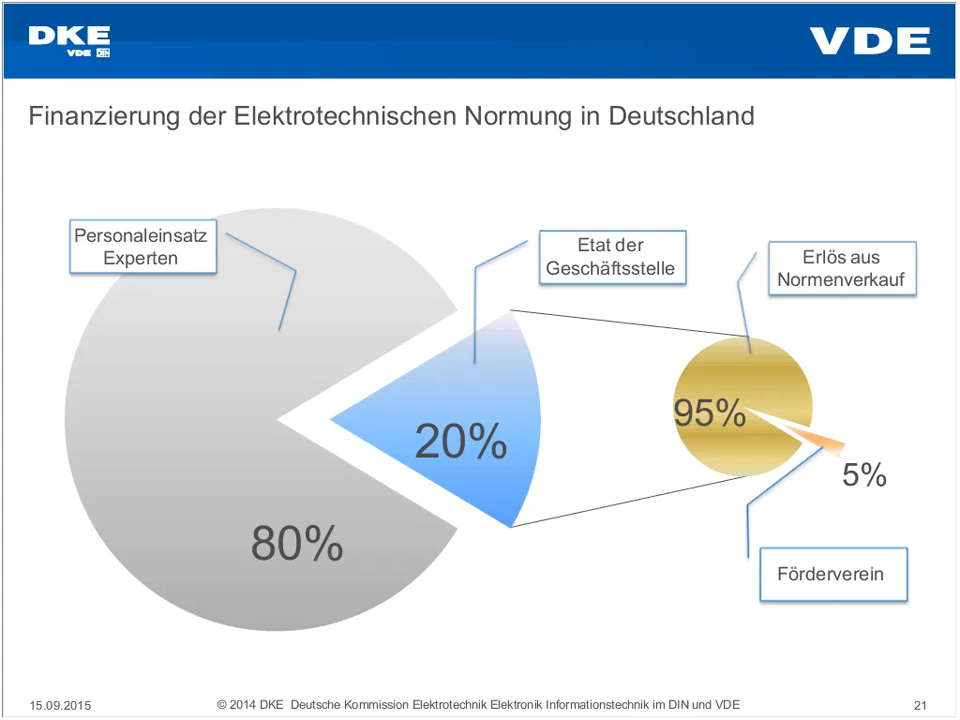 DKE
VDE DIN
VDE
Finanzierung der Elektrotechnischen Normung in Deutschland
Personaleinsatz
Experten
Etat der
Geschäftsstelle
Erlös aus
Normenverkauf
95%
20%
5%
80%
Förderverein
15.09.2015
© 2014 DKE Deutsche Kommission Elektrotechnik Elektronik Informationstechnik im DIN und VDE
21